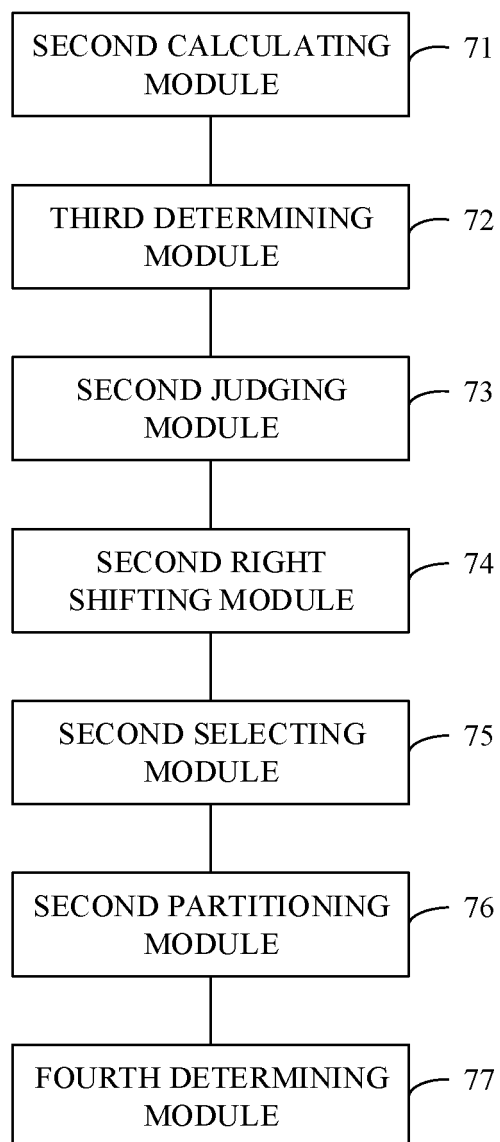 SECOND CALCULATING
MODULE
71
THIRD DETERMINING
MODULE
72
SECOND JUDGING
MODULE
73
SECOND RIGHT
SHIFTING MODULE
74
SECOND SELECTING
MODULE
75
SECOND PARTITIONING
MODULE
76
FOURTH DETERMINING
MODULE
77